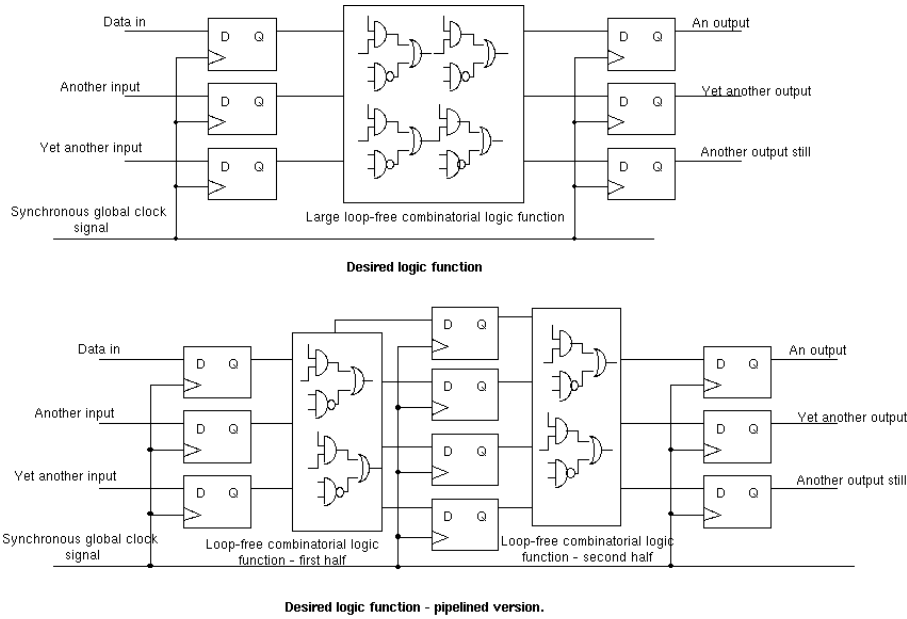 Data in
D Q
An output
D Q
Another input
D Q
Yet another output
D Q
Yet another input
D Q
Another output still
D Q
Synchronous global clock
signal
Large loop-free combinatorial logic function
Desired logic function
D Q
Data in
D Q
An output
D Q
D Q
Another input
D Q
Yet another output
D Q
D Q
Yet another input
D Q
Another output still
D Q
D Q
Synchronous global clock
signal
Loop-free combinatorial logic
function - first half
Loop-free combinatorial logic
function - second half
Desired logic function - pipelined version.